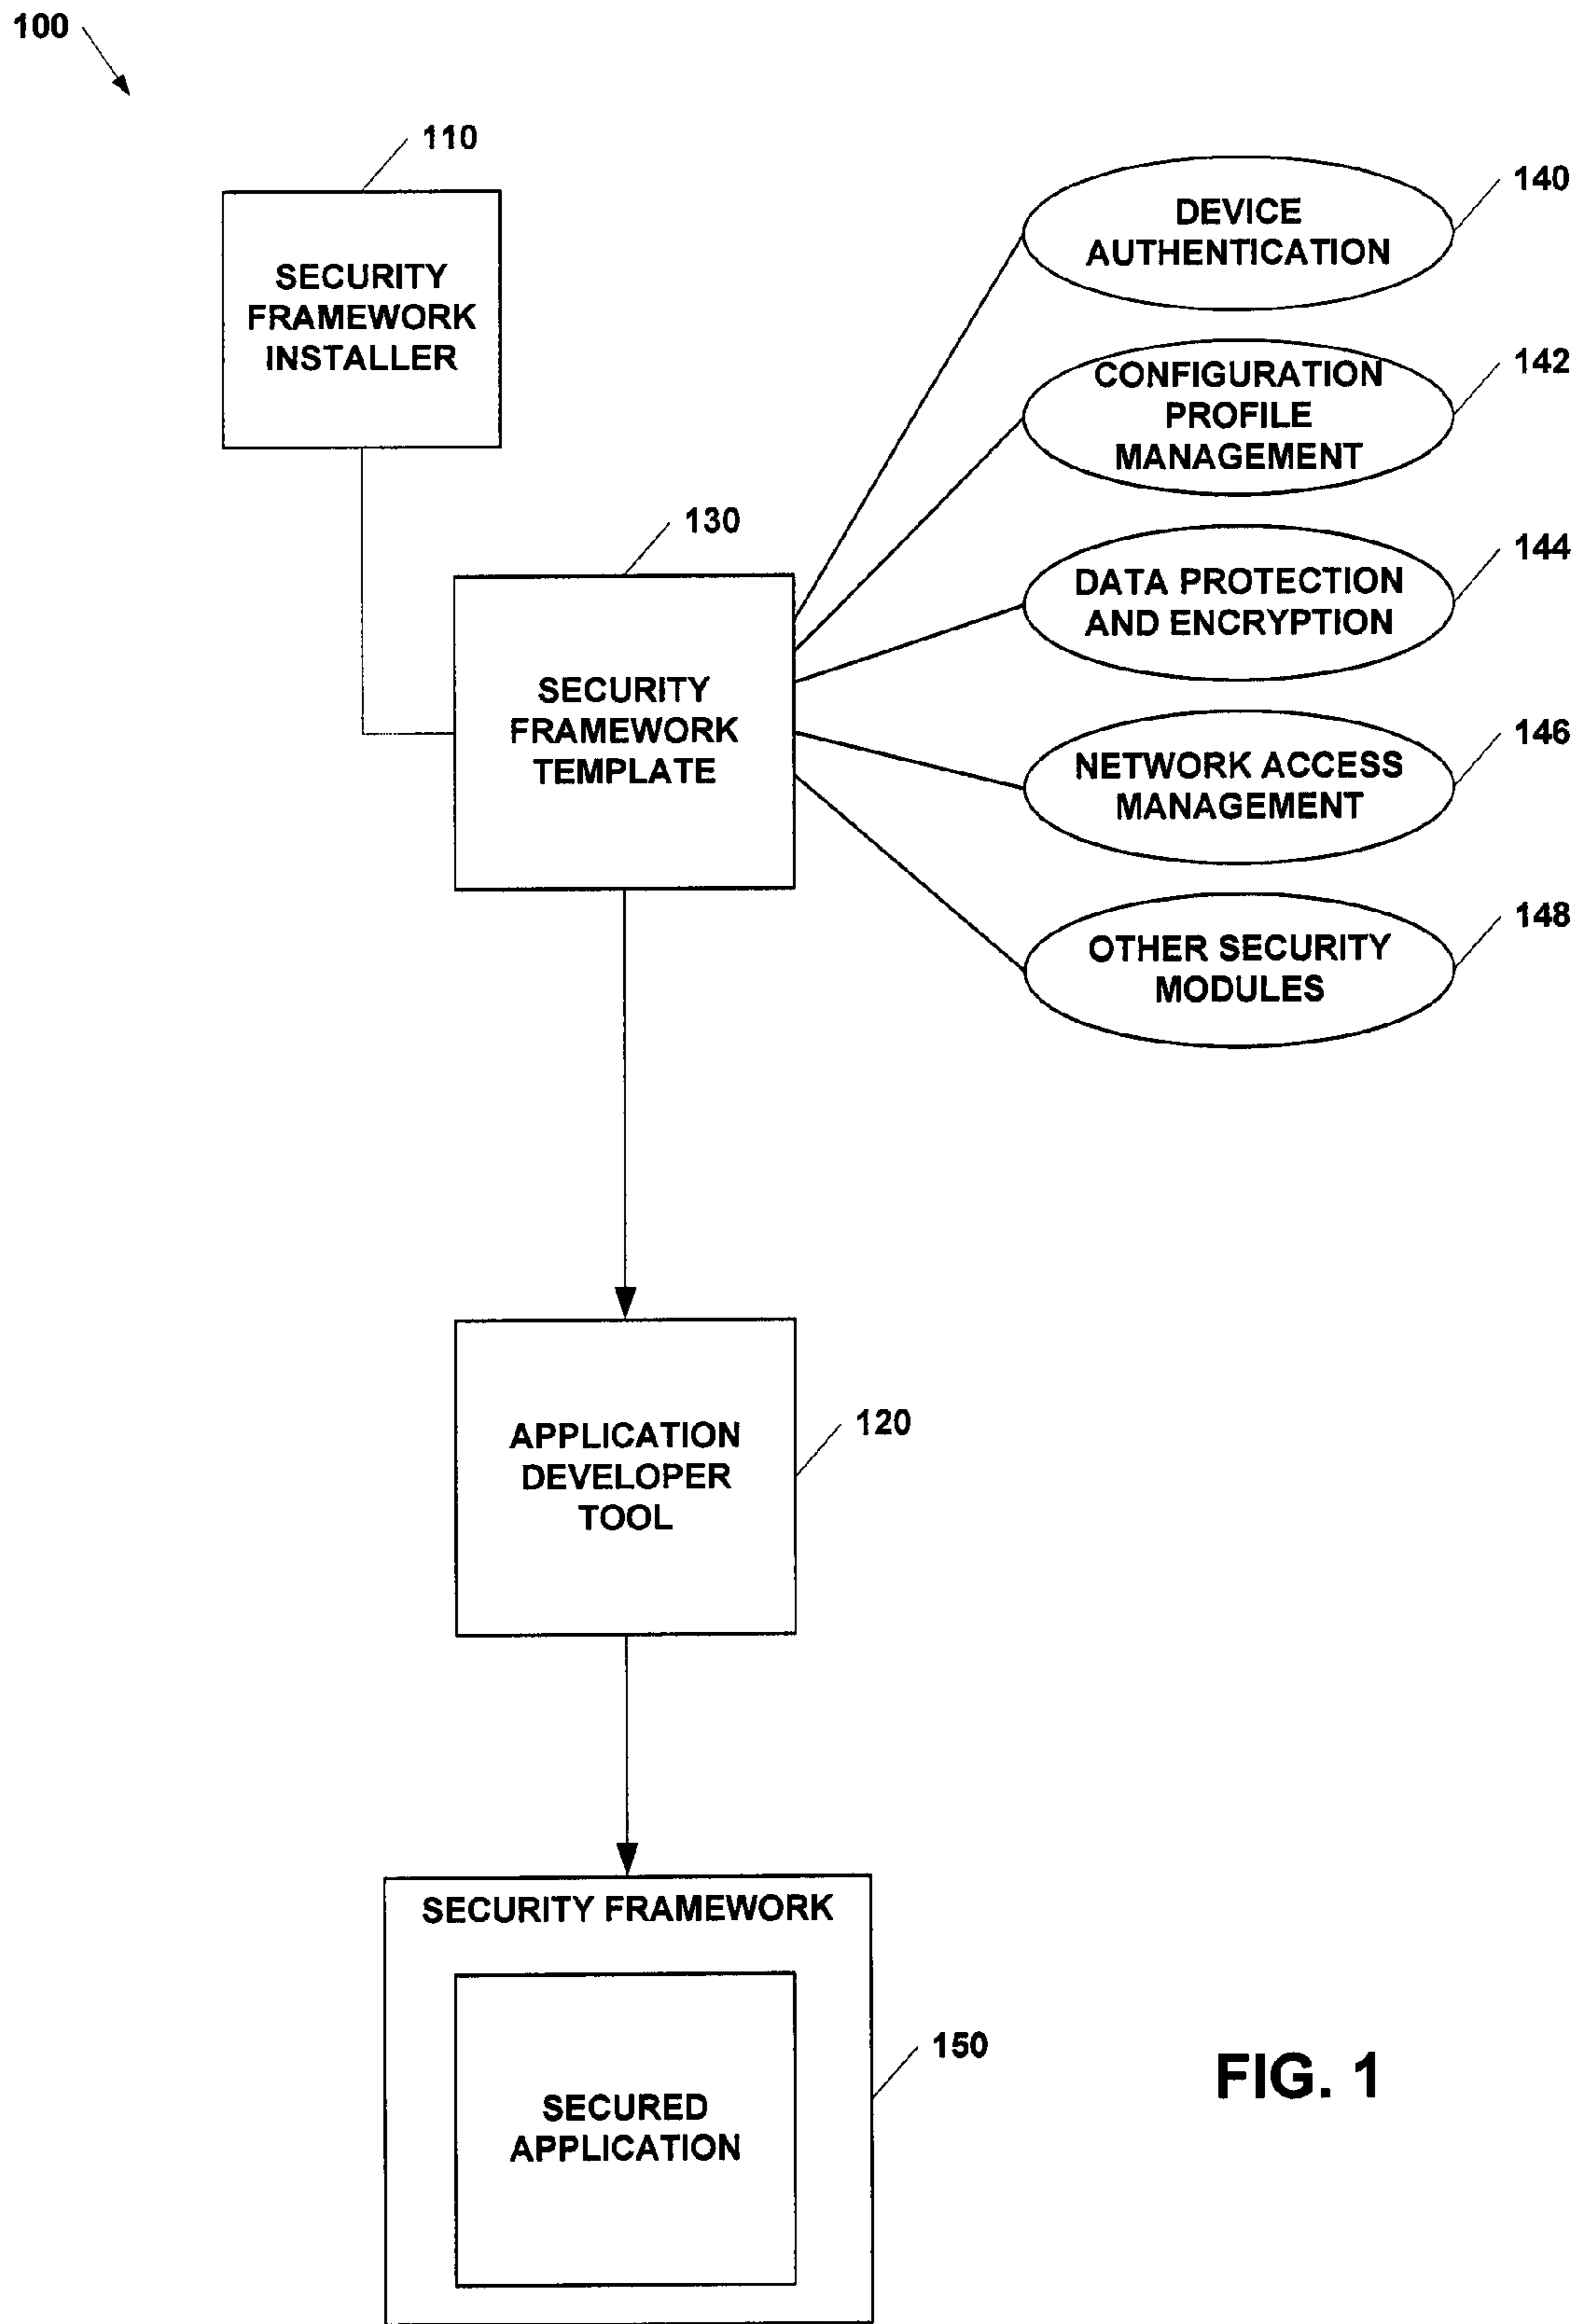 100
110
SECURITY
FRAMEWORK
INSTALLER
140
DEVICE
AUTHENTICATION
142
CONFIGURATION
PROFILE
MANAGEMENT
130
SECURITY
FRAMEWORK
TEMPLATE
144
DATA PROTECTION
AND ENCRYPTION
146
NETWORK ACCESS
MANAGEMENT
148
OTHER SECURITY
MODULES
120
APPLICATION
DEVELOPER
TOOL
SECURITY FRAMEWORK
150
SECURED
APPLICATION
FIG. 1